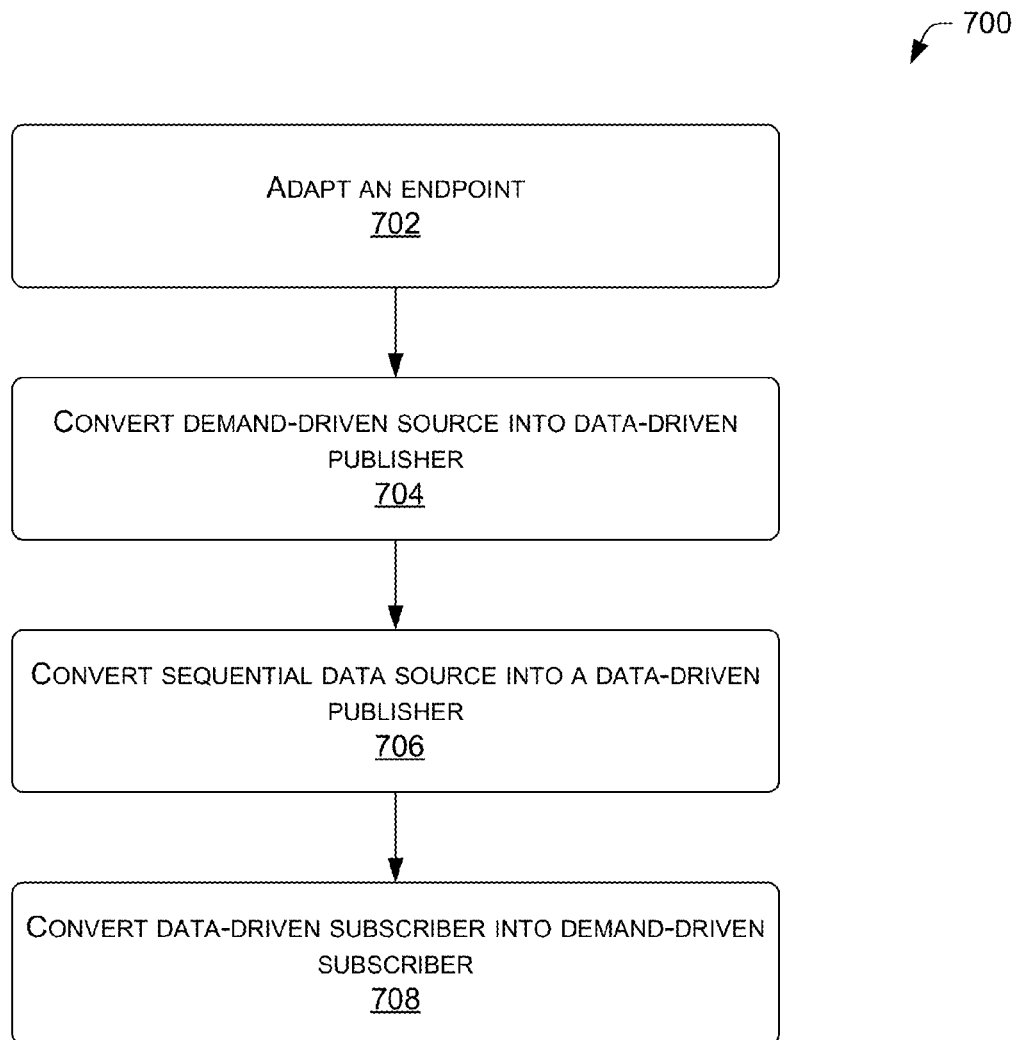 700
ADAPT AN ENDPOINT
702
CONVERT DEMAND-DRIVEN SOURCE INTO DATA-DRIVEN
PUBLISHER
704
CONVERT SEQUENTIAL DATA SOURCE INTO A DATA-DRIVEN
PUBLISHER
706
CONVERT DATA-DRIVEN SUBSCRIBER INTO DEMAND-DRIVEN
SUBSCRIBER
708